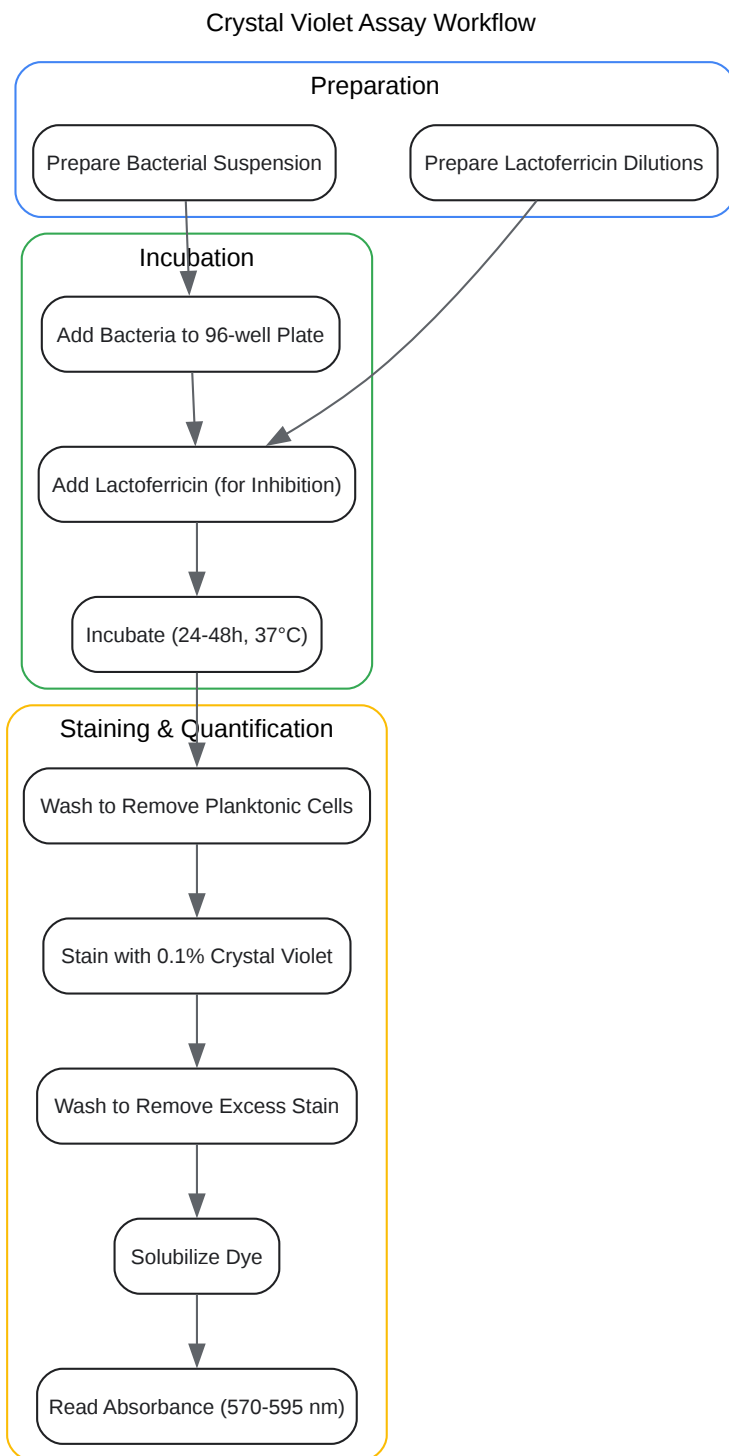 Crystal Violet Assay Workflow
Preparation
Prepare Bacterial Suspension
Prepare Lactoferricin Dilutions
Incubation
Add Bacteria to 96-well Plate
Add Lactoferricin (for Inhibition)
Incubate (24-48h, 37°C)
Staining & Quantification
Wash to Remove Planktonic Cells
Stain with 0.1% Crystal Violet
Wash to Remove Excess Stain
Solubilize Dye
Read Absorbance (570-595 nm)